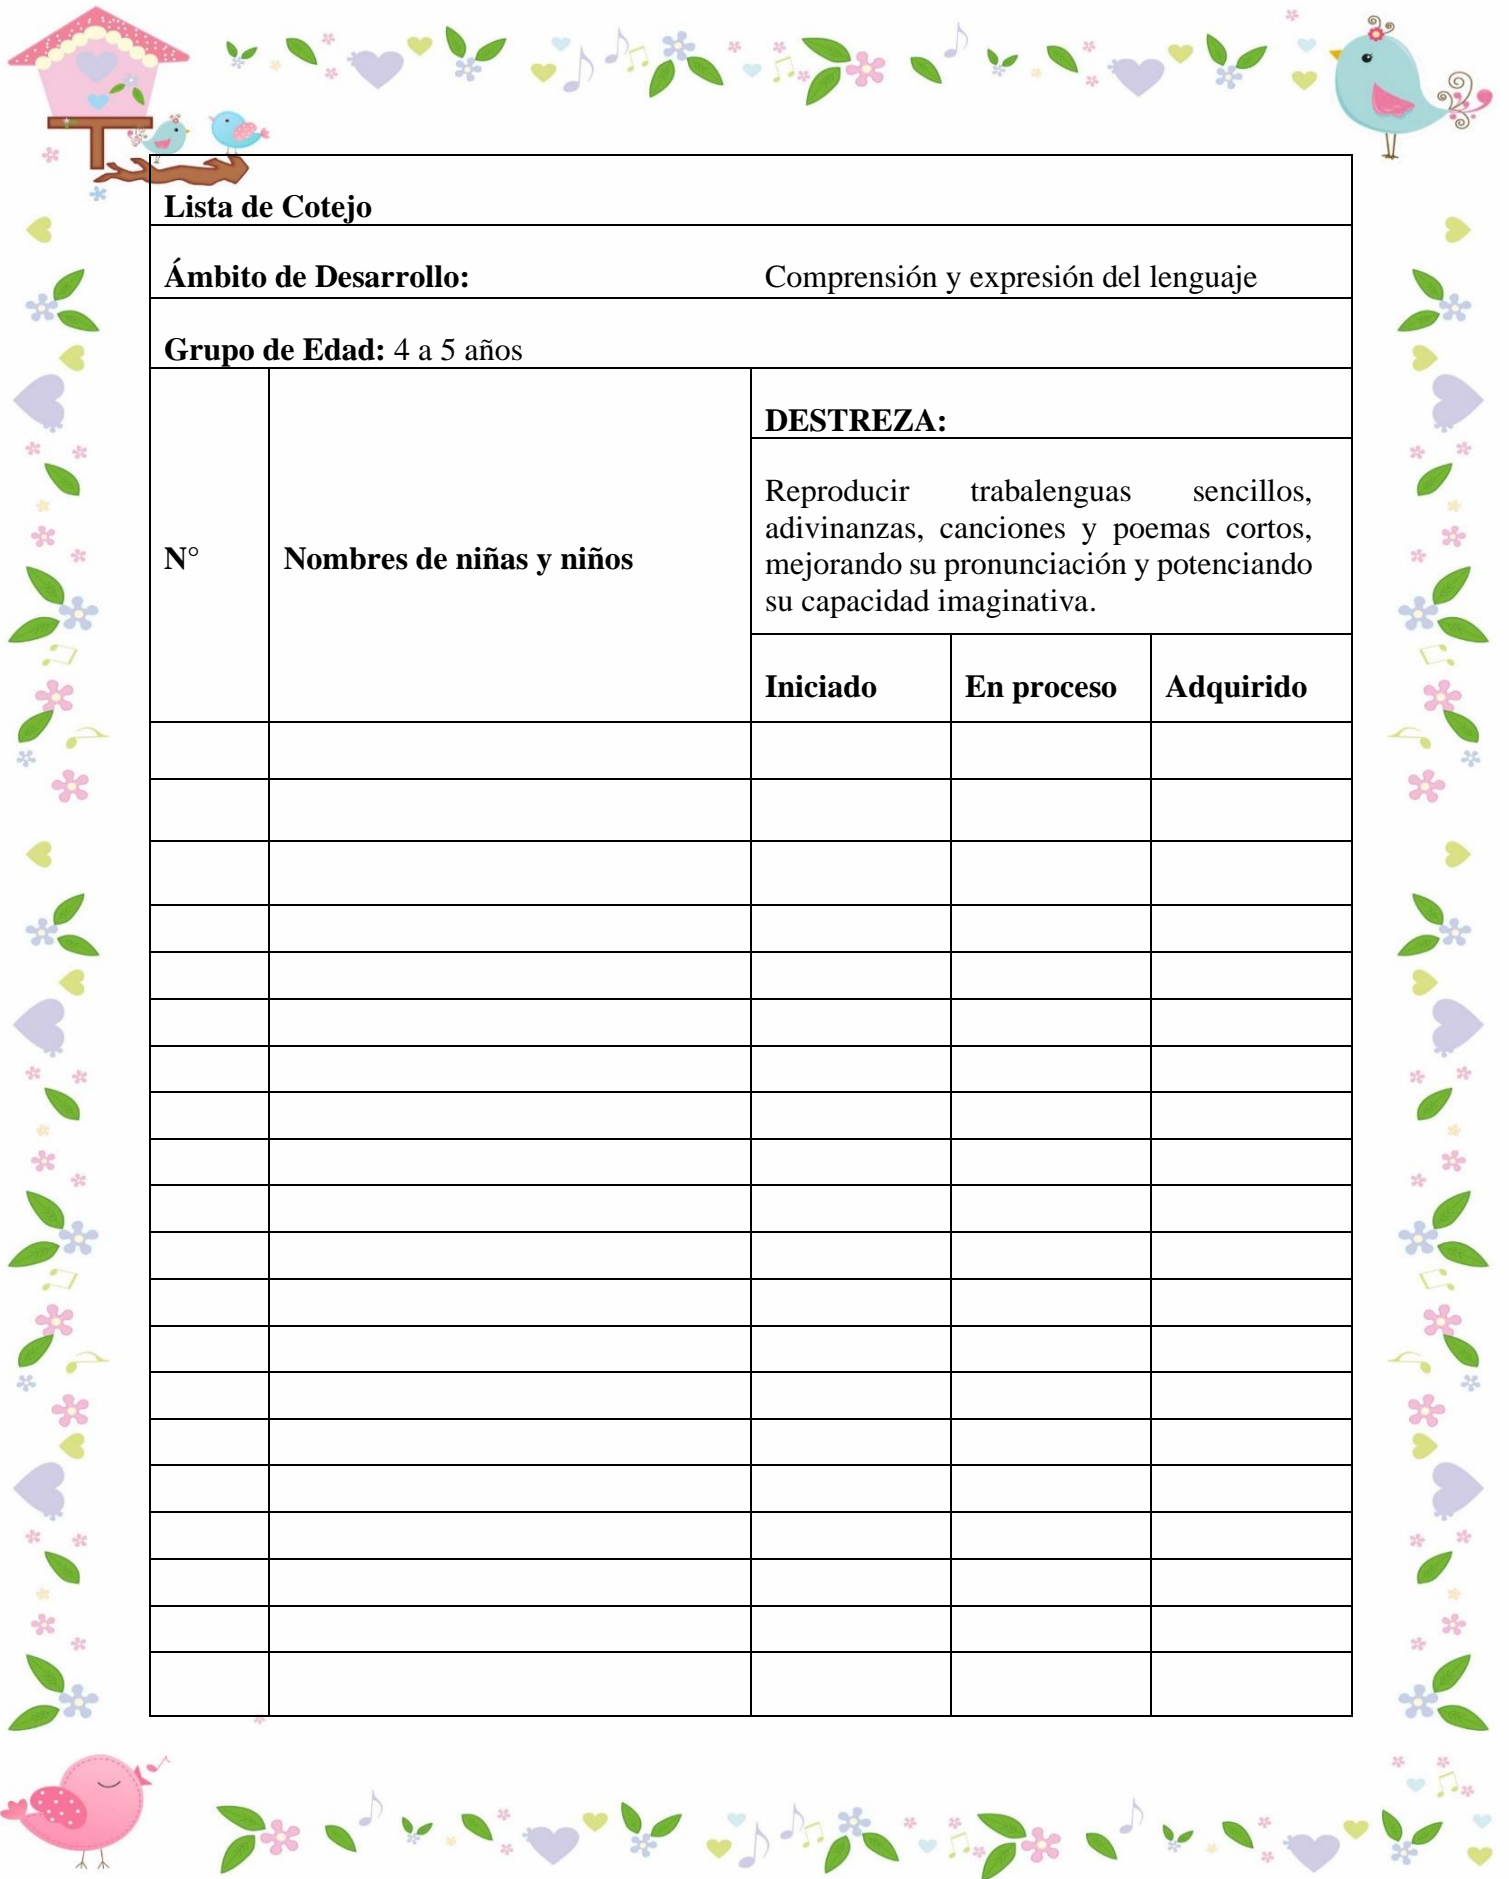 Lista de Cotejo
Ámbito de Desarrollo: Comprensión y expresión del lenguaje
Grupo de Edad: 4 a 5 años
N° Nombres de niñas y niños
DESTREZA:
Reproducir trabalenguas sencillos,
adivinanzas, canciones y poemas cortos,
mejorando su pronunciación y potenciando
su capacidad imaginativa.
Iniciado En proceso Adquirido